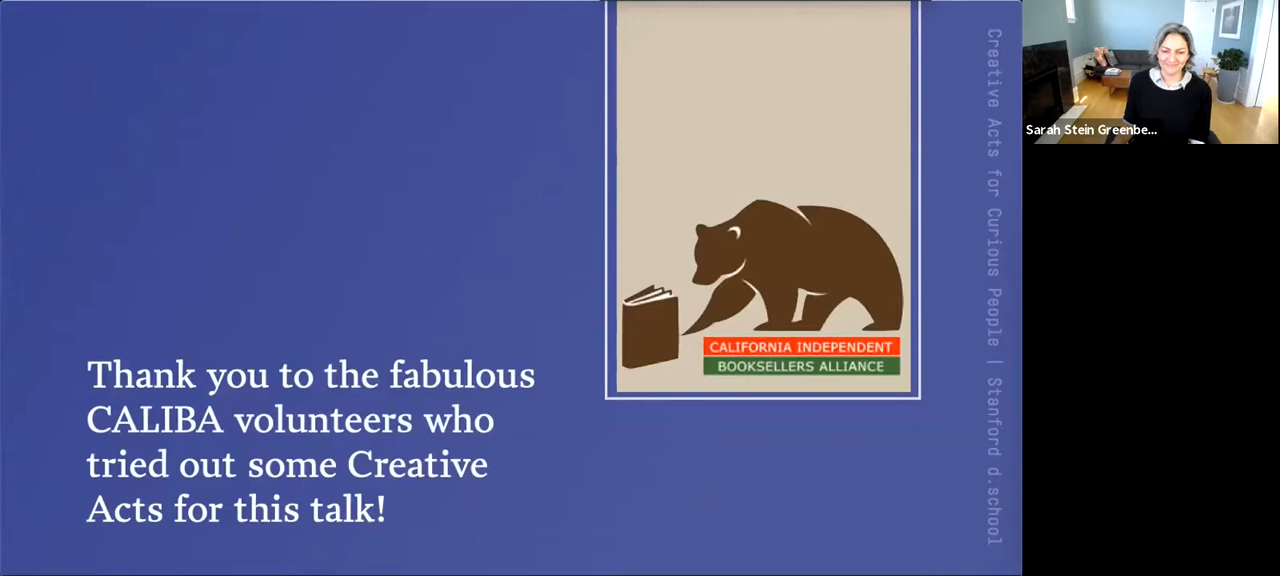 Thank you to the fabulous
CALIBA volunteers who
tried out some Creative
Acts for this talk!
CALIFORNIA INDEPENDENT
BOOKSELLERS ALLIANCE
Creative Acts for Curious People | Stanford d.school
Sarah Stein Greenbe...